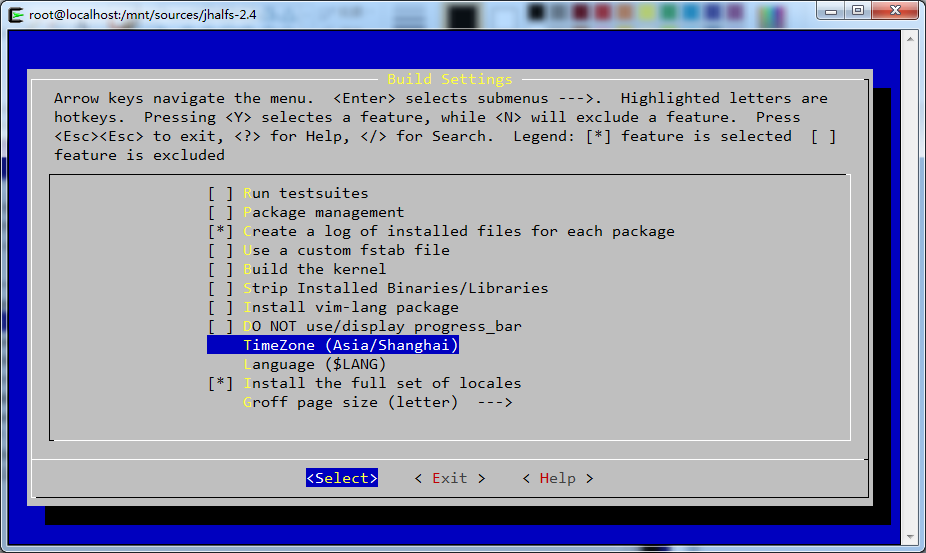 root@localhost:/mnt/sources/jhalfs-2.4
Build Settings
Arrow keys navigate the menu.  <Enter> selects submenus --->.  Highlighted letters are
hotkeys.  Pressing <Y> selectes a feature, while <N> will exclude a feature.  Press
<Esc><Esc> to exit, <?> for Help, </> for Search.  Legend: [*] feature is selected  [ ]
feature is excluded
[ ] Run testsuites
[ ] Package management
[*] Create a log of installed files for each package
[ ] Use a custom fstab file
[ ] Build the kernel
[ ] Strip Installed Binaries/Libraries
[ ] Install vim-lang package
[ ] DO NOT use/display progress_bar
TimeZone (Asia/Shanghai)
Language ($LANG)
[*] Install the full set of locales
Groff page size (letter)  --->
<Select>    < Exit >    < Help >